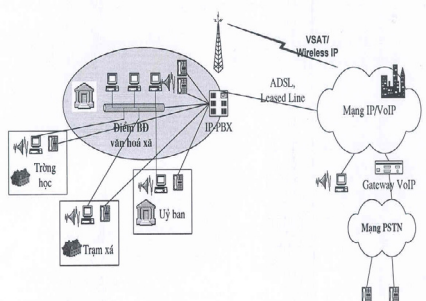 VSAT/
Wireless IP
ADSL,
Leased Line
Mạng IP/VoIP
Điểm BĐ
văn hoá xã
IP-PBX
Trờng
học
Uỷ ban
Trạm xá
Gateway VoIP
Mạng PSTN